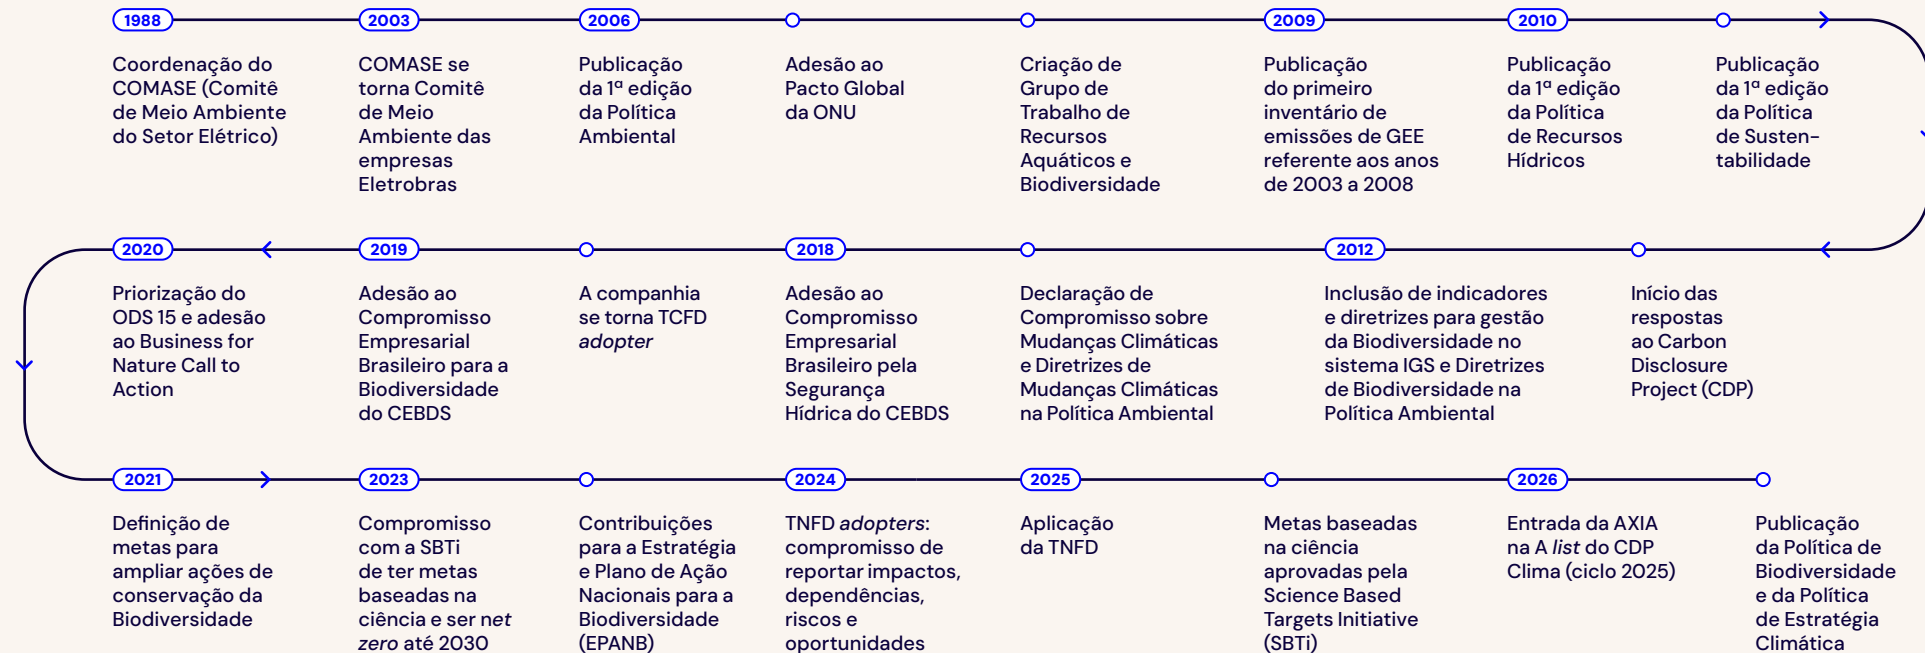 1988
Coordenação do
COMASE (Comitê
de Meio Ambiente
do Setor Elétrico)
2003
COMASE se
torna Comitê
de Meio
Ambiente das
empresas
Eletrobras
2006
Publicação
da 1ª edição
da Política
Ambiental
Adesão ao
Pacto Global
da ONU
Criação de
Grupo de
Trabalho de
Recursos
Aquáticos e
Biodiversidade
2009
Publicação
do primeiro
inventário de
emissões de GEE
referente aos anos
de 2003 a 2008
2010
Publicação
da 1ª edição
da Política
de Recursos
Hídricos
Publicação
da 1ª edição
da Política
de Susten-
tabilidade
Início das
respostas
ao Carbon
Disclosure
Project (CDP)
2012
Inclusão de indicadores
e diretrizes para gestão
da Biodiversidade no
sistema IGS e Diretrizes
de Biodiversidade na
Política Ambiental
Declaração de
Compromisso sobre
Mudanças Climáticas
e Diretrizes de
Mudanças Climáticas
na Política Ambiental
2018
Adesão ao
Compromisso
Empresarial
Brasileiro pela
Segurança
Hídrica do CEBDS
A companhia
se torna TCFD
adopter
2019
Adesão ao
Compromisso
Empresarial
Brasileiro para a
Biodiversidade
do CEBDS
2020
Priorização do
ODS 15 e adesão
ao Business for
Nature Call to
Action
2021
Definição de
metas para
ampliar ações de
conservação da
Biodiversidade
2023
Compromisso
com a SBTi
de ter metas
baseadas na
ciência e ser net
zero até 2030
Contribuições
para a Estratégia
e Plano de Ação
Nacionais para a
Biodiversidade
(EPANB)
2024
TNFD adopters:
compromisso de
reportar impactos,
dependências,
riscos e
oportunidades
2025
Aplicação
da TNFD
Metas baseadas
na ciência
aprovadas pela
Science Based
Targets Initiative
(SBTi)
2026
Entrada da AXIA
na A list do CDP
Clima (ciclo 2025)
Publicação
da Política de
Biodiversidade
e da Política
de Estratégia
Climática